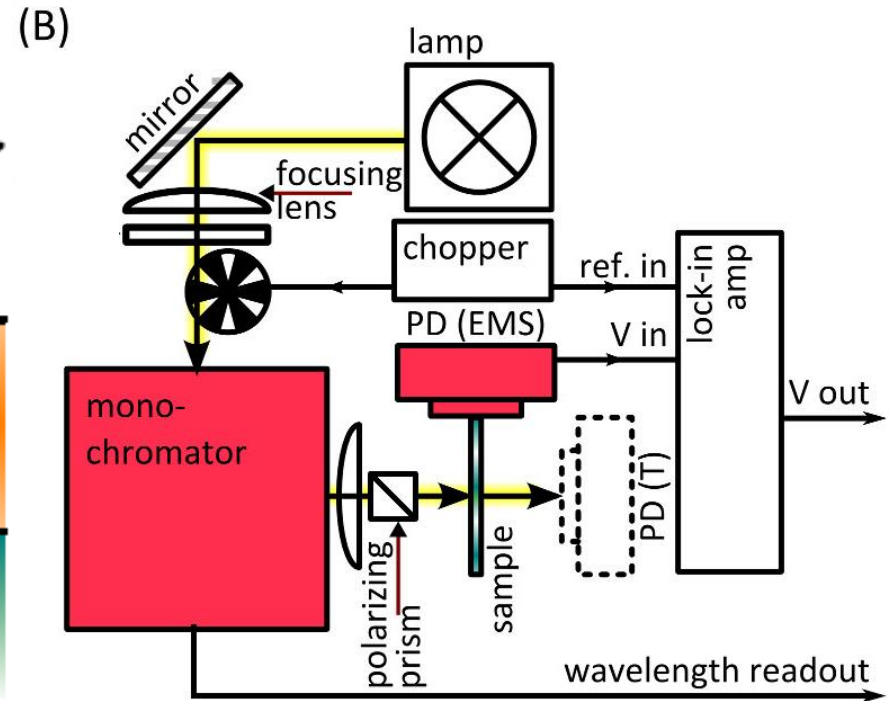 (B)
lamp
mirror
focusing
lens
chopper
ref. in
lock-in
amp
PD (EMS)
V in
V out
mono-
chromator
PD (T)
polarizing
prism
sample
wavelength readout